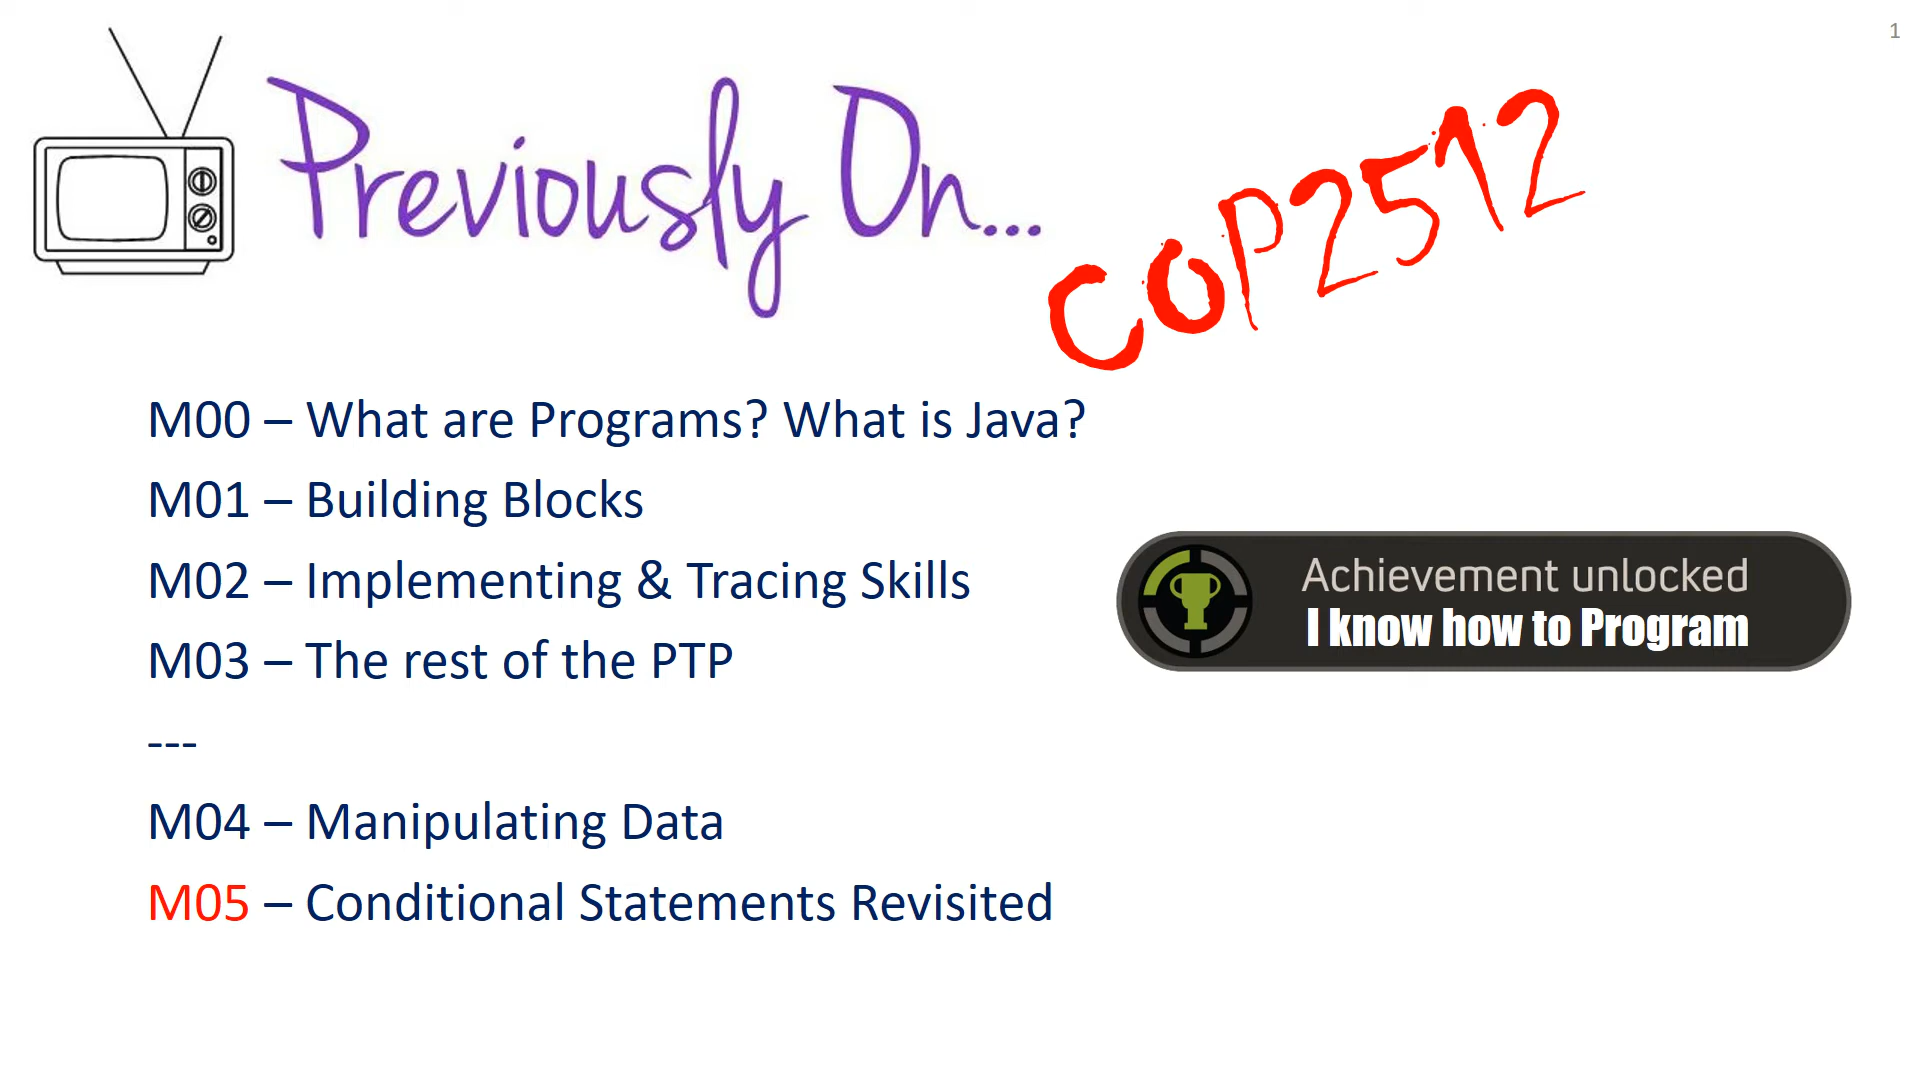 1
Previously On...
COP2512
M00 – What are Programs? What is Java?
M01 – Building Blocks
M02 – Implementing & Tracing Skills
M03 – The rest of the PTP
---
M04 – Manipulating Data
M05 – Conditional Statements Revisited
Achievement unlocked
I know how to Program